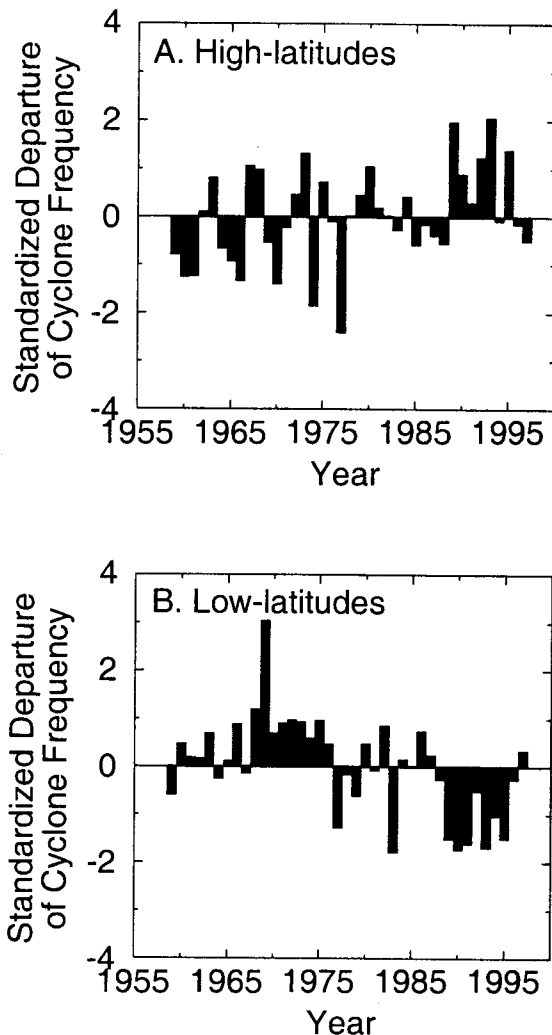 A. High-latitudes
Standardized Departure
of Cyclone Frequency
4
2
0
-2
-4
1955 1965 1975 1985 1995
Year
B. Low-latitudes
Standardized Departure
of Cyclone Frequency
4
2
0
-2
-4
1955 1965 1975 1985 1995
Year